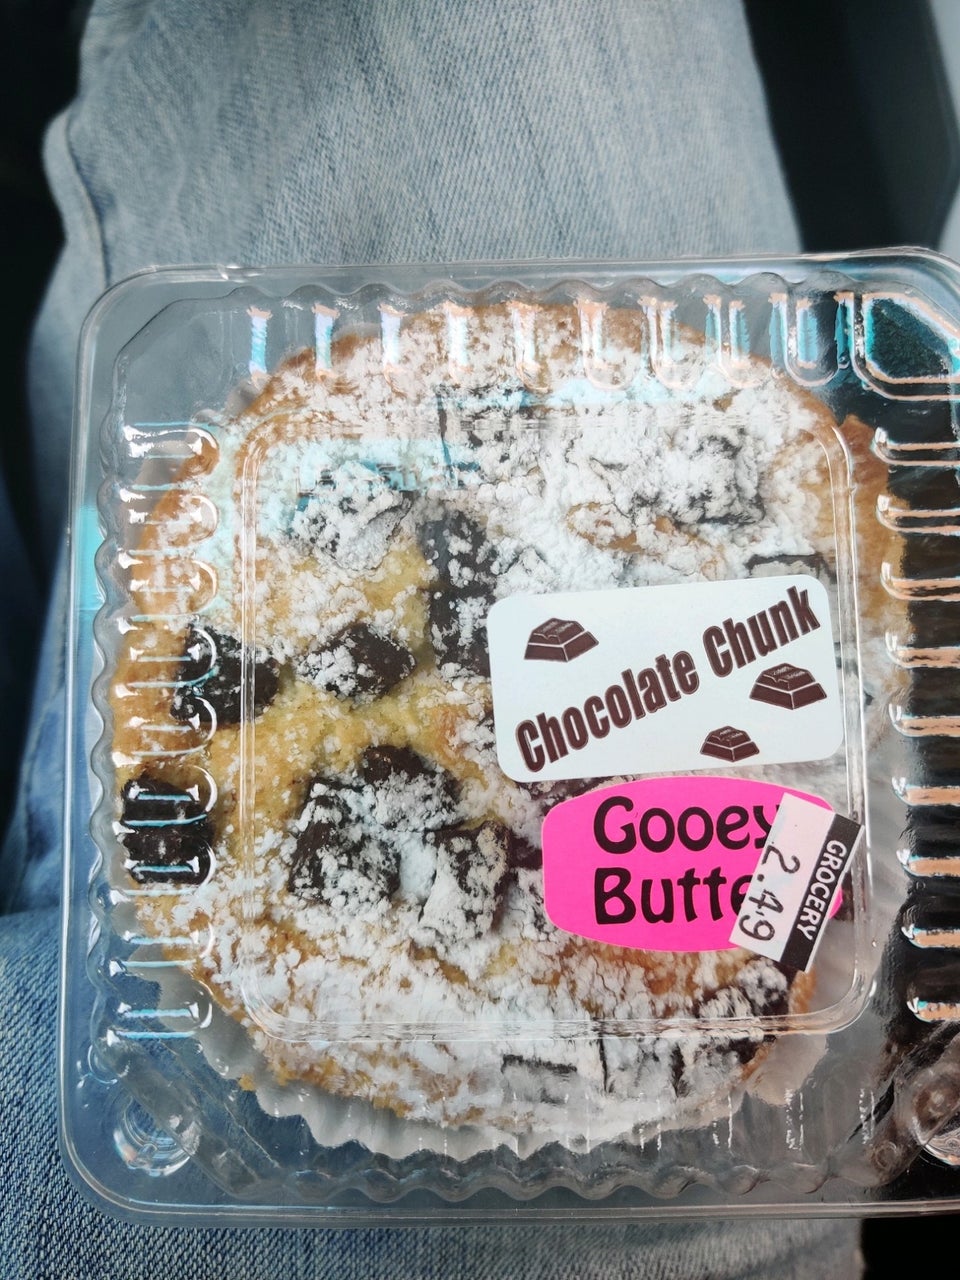 Chocolate Chunk
Gooey
Butte
GROCERY
2.49